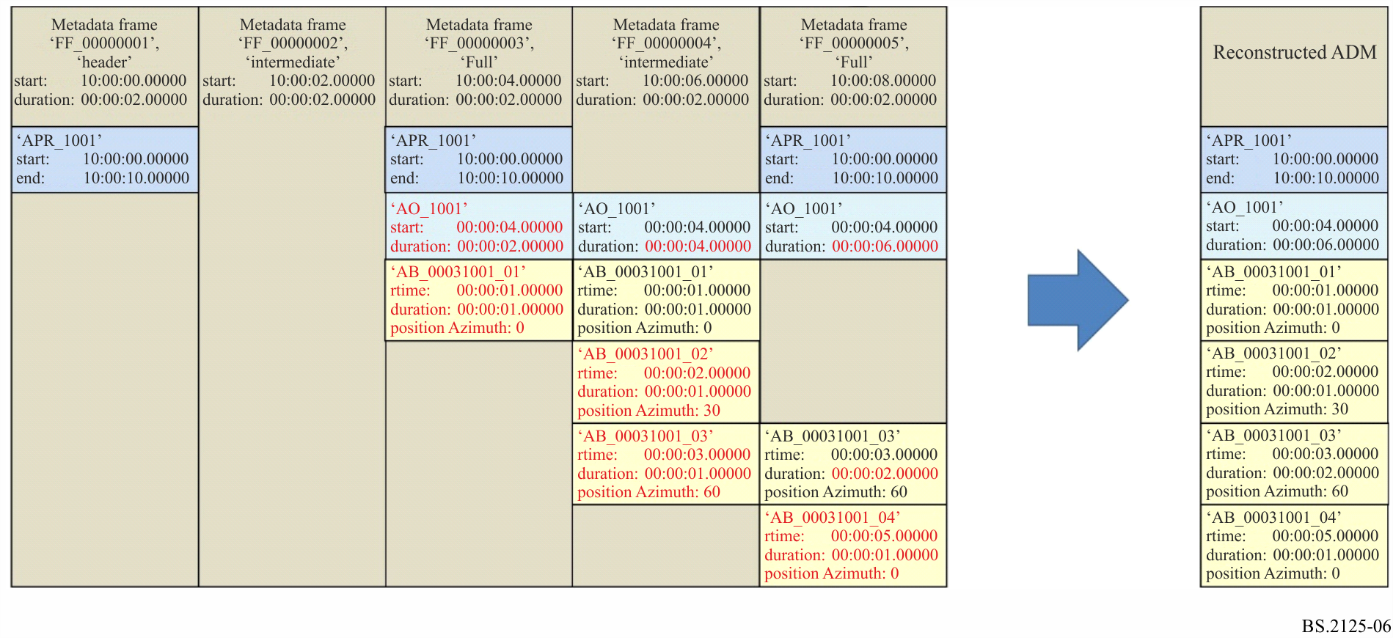 Metadata frame
‘FF_00000001’,
‘header’
start: 10:00:00.00000
duration: 00:00:02.00000
‘APR_1001’
start: 10:00:00.00000
end: 10:00:10.00000
Metadata frame
‘FF_00000002’,
‘intermediate’
start: 10:00:02.00000
duration: 00:00:02.00000
Metadata frame
‘FF_00000003’,
‘Full’
start: 10:00:04.00000
duration: 00:00:02.00000
‘APR_1001’
start: 10:00:00.00000
end: 10:00:10.00000
‘AO_1001’
start: 00:00:04.00000
duration: 00:00:02.00000
‘AB_00031001_01’
rtime: 00:00:01.00000
duration: 00:00:01.00000
position Azimuth: 0
Metadata frame
‘FF_00000004’,
‘intermediate’
start: 10:00:06.00000
duration: 00:00:02.00000
‘AO_1001’
start: 00:00:04.00000
duration: 00:00:04.00000
‘AB_00031001_01’
rtime: 00:00:01.00000
duration: 00:00:01.00000
position Azimuth: 0
‘AB_00031001_02’
rtime: 00:00:02.00000
duration: 00:00:01.00000
position Azimuth: 30
‘AB_00031001_03’
rtime: 00:00:03.00000
duration: 00:00:01.00000
position Azimuth: 60
Metadata frame
‘FF_00000005’,
‘Full’
start: 10:00:08.00000
duration: 00:00:02.00000
‘APR_1001’
start: 10:00:00.00000
end: 10:00:10.00000
‘AO_1001’
start: 00:00:04.00000
duration: 00:00:06.00000
‘AB_00031001_03’
rtime: 00:00:03.00000
duration: 00:00:02.00000
position Azimuth: 60
‘AB_00031001_04’
rtime: 00:00:05.00000
duration: 00:00:01.00000
position Azimuth: 0
Reconstructed ADM
‘APR_1001’
start: 10:00:00.00000
end: 10:00:10.00000
‘AO_1001’
start: 00:00:04.00000
duration: 00:00:06.00000
‘AB_00031001_01’
rtime: 00:00:01.00000
duration: 00:00:01.00000
position Azimuth: 0
‘AB_00031001_02’
rtime: 00:00:02.00000
duration: 00:00:01.00000
position Azimuth: 30
‘AB_00031001_03’
rtime: 00:00:03.00000
duration: 00:00:02.00000
position Azimuth: 60
‘AB_00031001_04’
rtime: 00:00:05.00000
duration: 00:00:01.00000
position Azimuth: 0
BS.2125-06